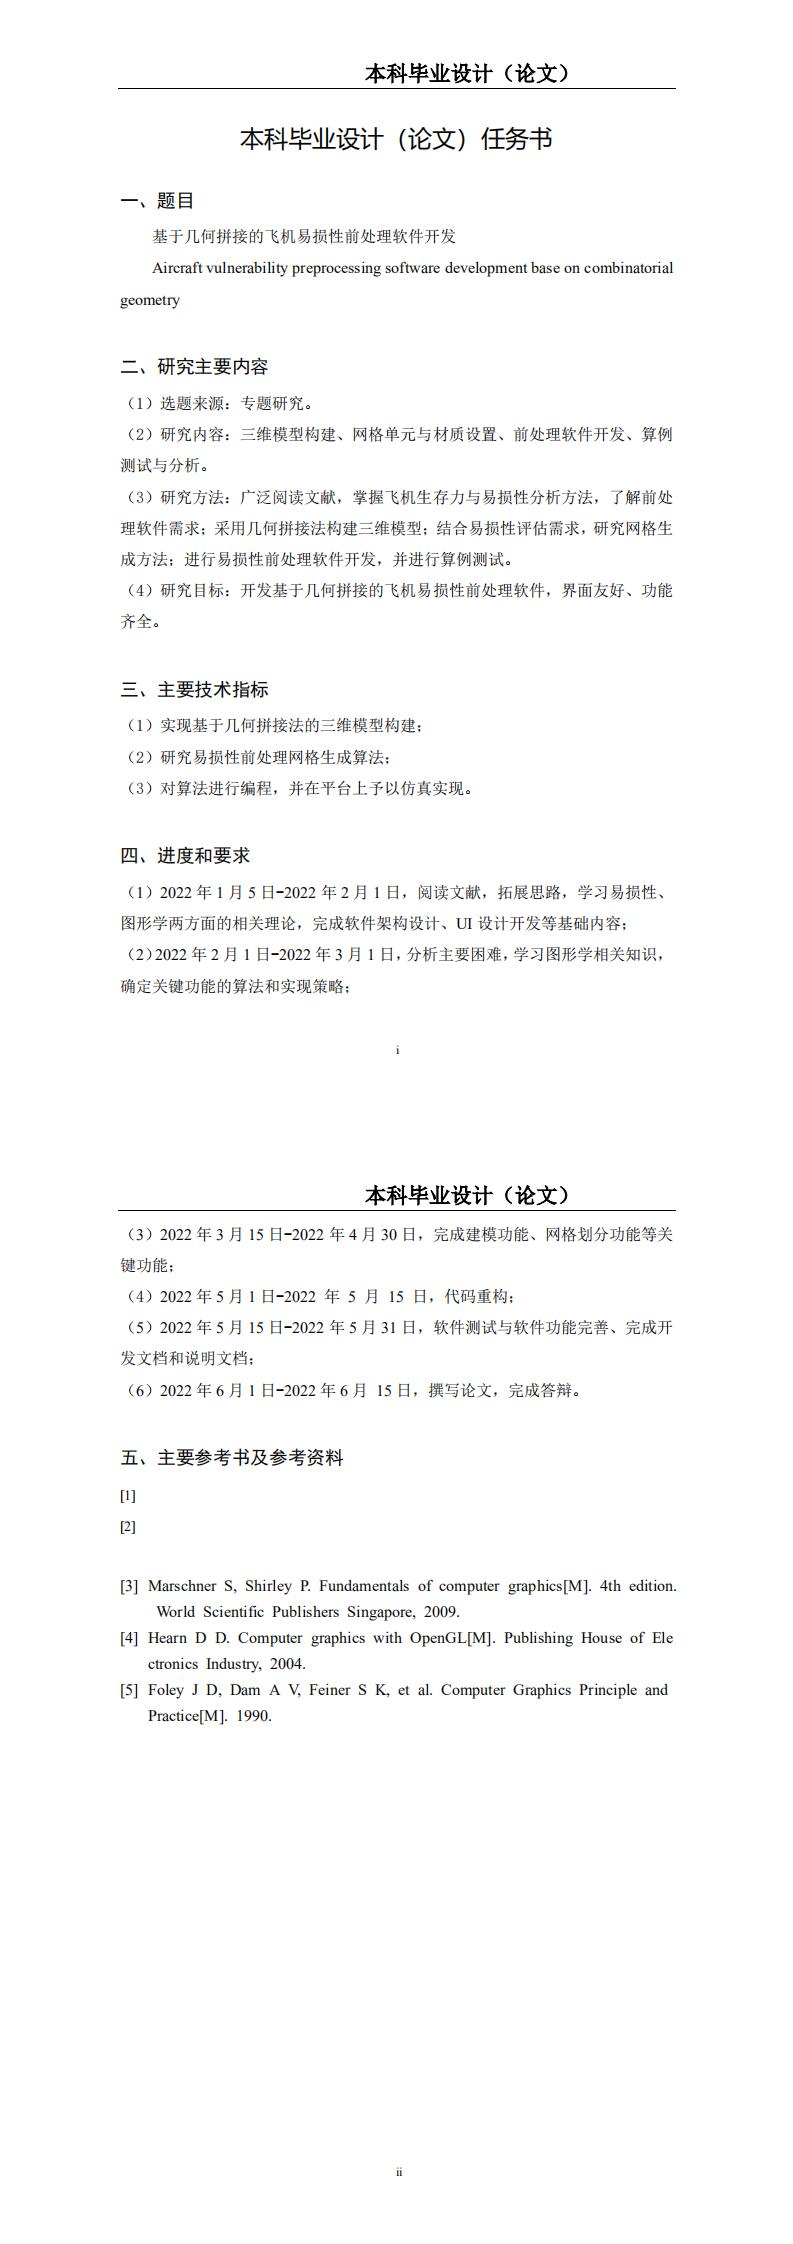 本科毕业设计（论文）
本科毕业设计（论文）任务书
一、题目
基于几何拼接的飞机易损性前处理软件开发
Aircraft vulnerability preprocessing software development base on combinatorial
geometry
二、研究主要内容
（1）选题来源：专题研究。
（2）研究内容：三维模型构建、网格单元与材质设置、前处理软件开发、算例
测试与分析。
（3）研究方法：广泛阅读文献，掌握飞机生存力与易损性分析方法，了解前处
理软件需求；采用几何拼接法构建三维模型；结合易损性评估需求，研究网格生
成方法；进行易损性前处理软件开发，并进行算例测试。
（4）研究目标：开发基于几何拼接的飞机易损性前处理软件，界面友好、功能
齐全。
三、主要技术指标
（1）实现基于几何拼接法的三维模型构建；
（2）研究易损性前处理网格生成算法；
（3）对算法进行编程，并在平台上予以仿真实现。
四、进度和要求
（1）2022 年 1 月 5 日-2022 年 2 月 1 日，阅读文献，拓展思路，学习易损性、
图形学两方面的相关理论，完成软件架构设计、UI 设计开发等基础内容；
（2）2022 年 2 月 1 日-2022 年 3 月 1 日，分析主要困难，学习图形学相关知识，
确定关键功能的算法和实现策略；
i
本科毕业设计（论文）
（3）2022 年 3 月 15 日-2022 年 4 月 30 日，完成建模功能、网格划分功能等关
键功能；
（4）2022 年 5 月 1 日-2022 年 5 月 15 日，代码重构；
（5）2022 年 5 月 15 日-2022 年 5 月 31 日，软件测试与软件功能完善、完成开
发文档和说明文档；
（6）2022 年 6 月 1 日-2022 年 6 月 15 日，撰写论文，完成答辩。
五、主要参考书及参考资料
[1]
[2]
[3] Marschner S, Shirley P. Fundamentals of computer graphics[M]. 4th edition.
World Scientific Publishers Singapore, 2009.
[4] Hearn D D. Computer graphics with OpenGL[M]. Publishing House of Ele
ctronics Industry, 2004.
[5] Foley J D, Dam A V, Feiner S K, et al. Computer Graphics Principle and
Practice[M]. 1990.
ii